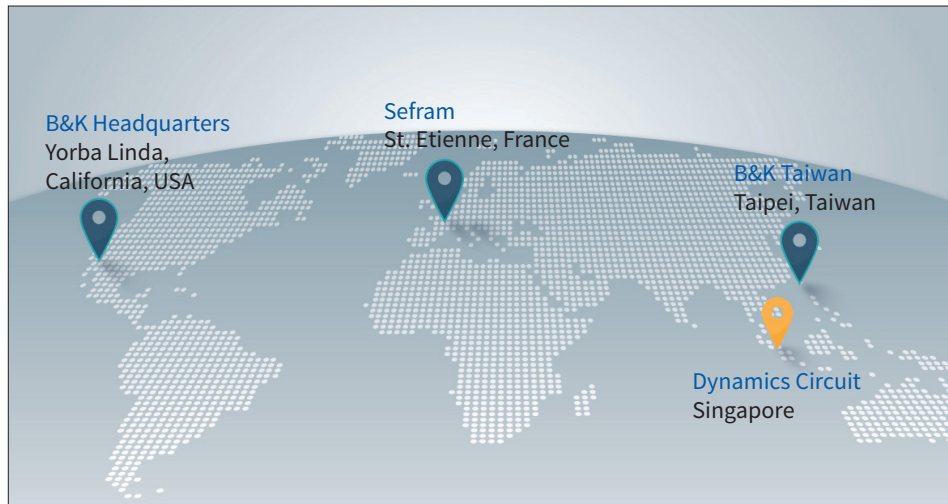 B&K Headquarters
Yorba Linda,
California, USA
Sefram
St. Etienne, France
B&K Taiwan
Taipei, Taiwan
Dynamics Circuit
Singapore